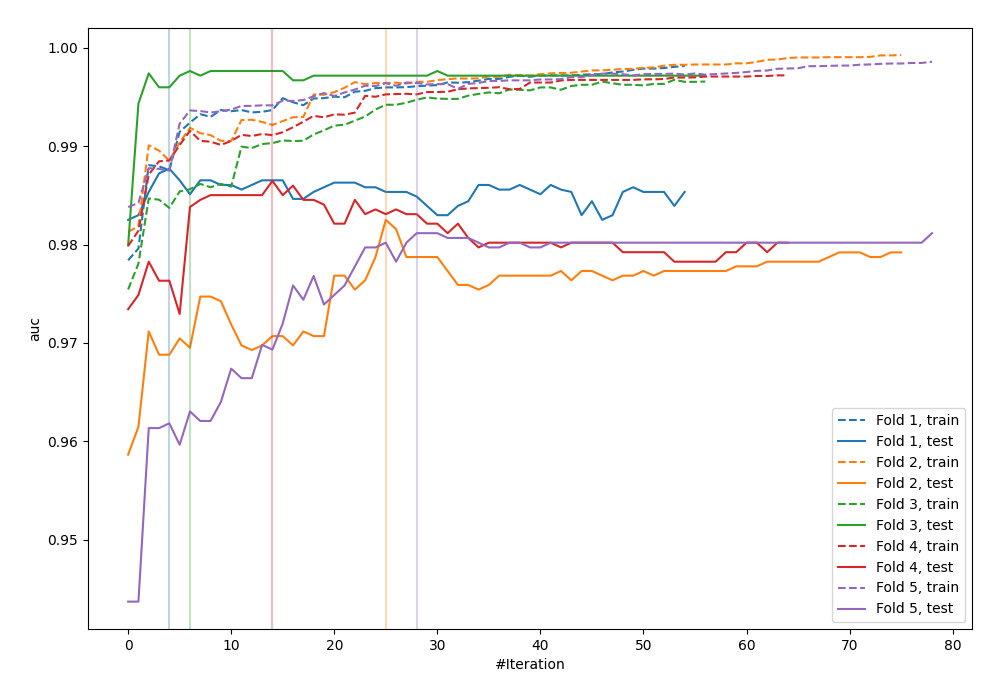 1.00
0.99
0.98
0.97
0.96
0.95
auc
0
10
20
30
40
50
60
70
80
#Iteration
Fold 1, train
Fold 1, test
Fold 2, train
Fold 2, test
Fold 3, train
Fold 3, test
Fold 4, train
Fold 4, test
Fold 5, train
Fold 5, test